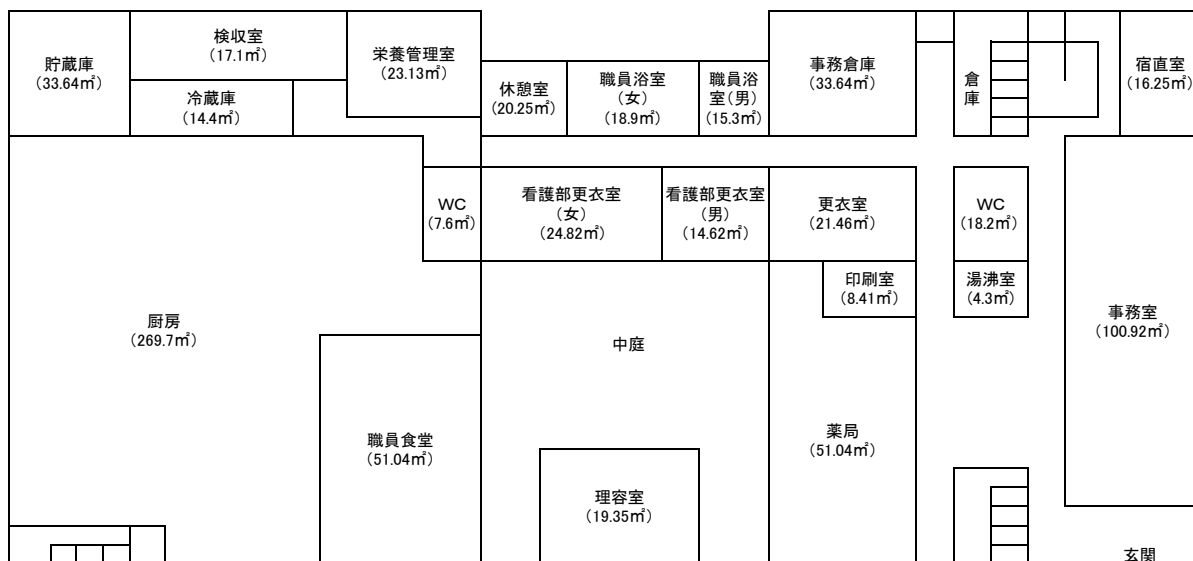 貯蔵庫
（33.64㎡）
検収室
（17.1㎡）
冷蔵庫
（14.4㎡）
栄養管理室
（23.13㎡）
休憩室
（20.25㎡）
職員浴室
（女）
（18.9㎡）
職員浴
室（男）
（15.3㎡）
事務倉庫
（33.64㎡）
倉
庫
宿直室
（16.25㎡）
WC
（7.6㎡）
看護部更衣室
（女）
（24.82㎡）
看護部更衣室
（男）
（14.62㎡）
更衣室
（21.46㎡）
WC
（18.2㎡）
印刷室
（8.41㎡）
湯沸室
（4.3㎡）
事務室
（100.92㎡）
厨房
（269.7㎡）
中庭
職員食堂
（51.04㎡）
薬局
（51.04㎡）
理容室
（19.35㎡）
玄関